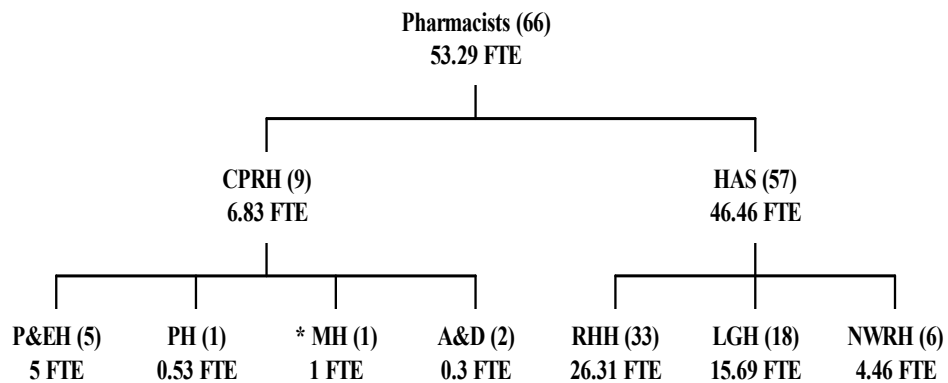 Pharmacists (66)
53.29 FTE
CPRH (9)
6.83 FTE
HAS (57)
46.46 FTE
P&EH (5)
5 FTE
PH (1)
0.53 FTE
* MH (1)
1 FTE
A&D (2)
0.3 FTE
RHH (33)
26.31 FTE
LGH (18)
15.69 FTE
NWRH (6)
4.46 FTE